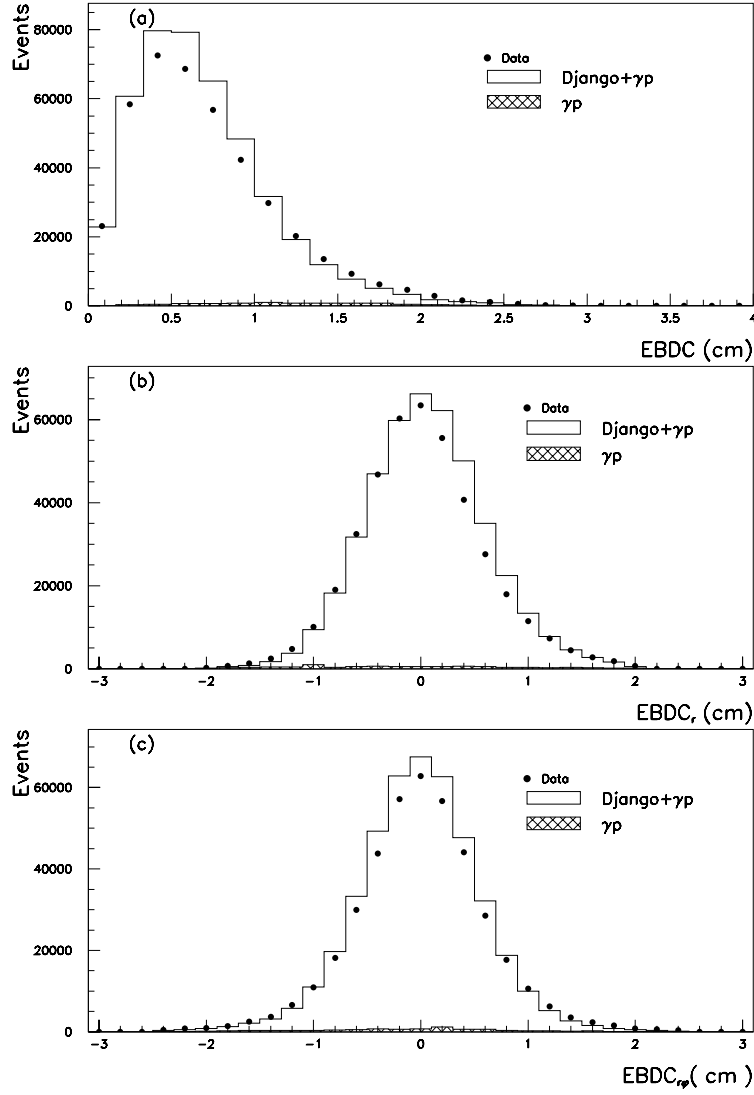 (a)
Events
80000
60000
40000
20000
0
Data
Django+γp
γp
0 0.5 1 1.5 2 2.5 3 3.5 4
EBDC (cm)
(b)
Events
60000
40000
20000
0
Data
Django+γp
γp
−3 −2 −1 0 1 2 3
EBDCr (cm)
(c)
Events
60000
40000
20000
0
Data
Django+γp
γp
−3 −2 −1 0 1 2 3
EBDCrφ( cm)